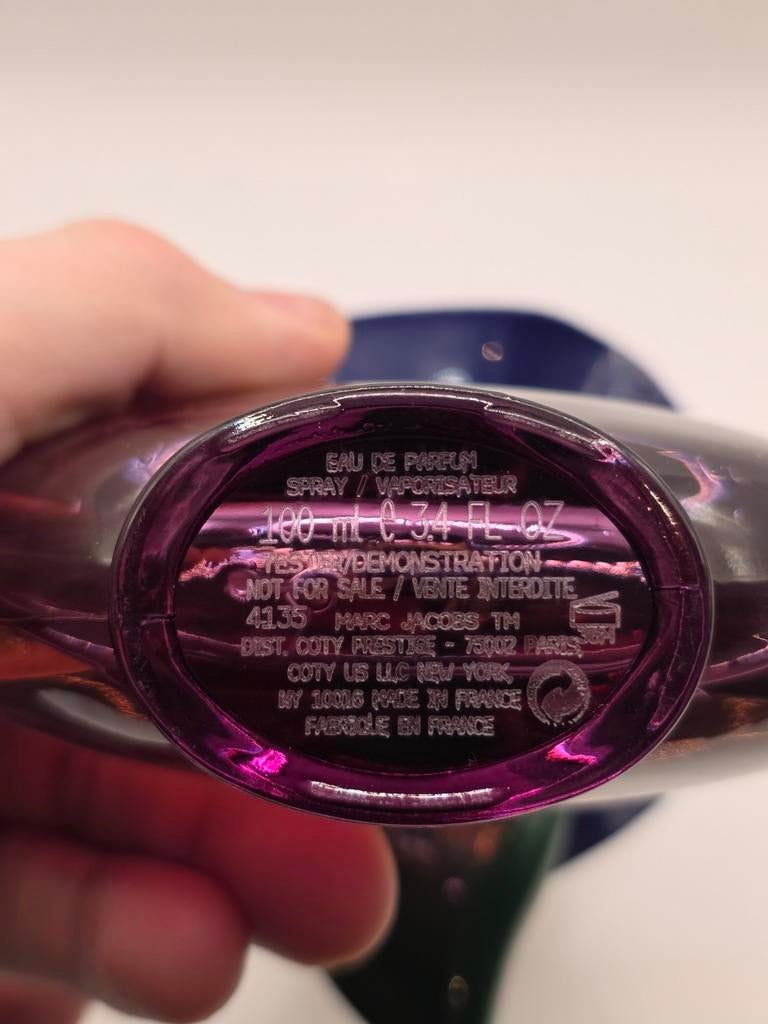 EAU DE PARFUM
SPRAY / VAPORISATEUR
100 ml e 3.4 FL OZ
TESTER/DEMONSTRATION
NOT FOR SALE / VENTE INTERDITE
4135 MARC JACOBS TM
DIST. COTY PRESTIGE - 75002 PARIS,
COTY US LLC NEW YORK,
NY 10016 MADE IN FRANCE
FABRIQUE EN FRANCE